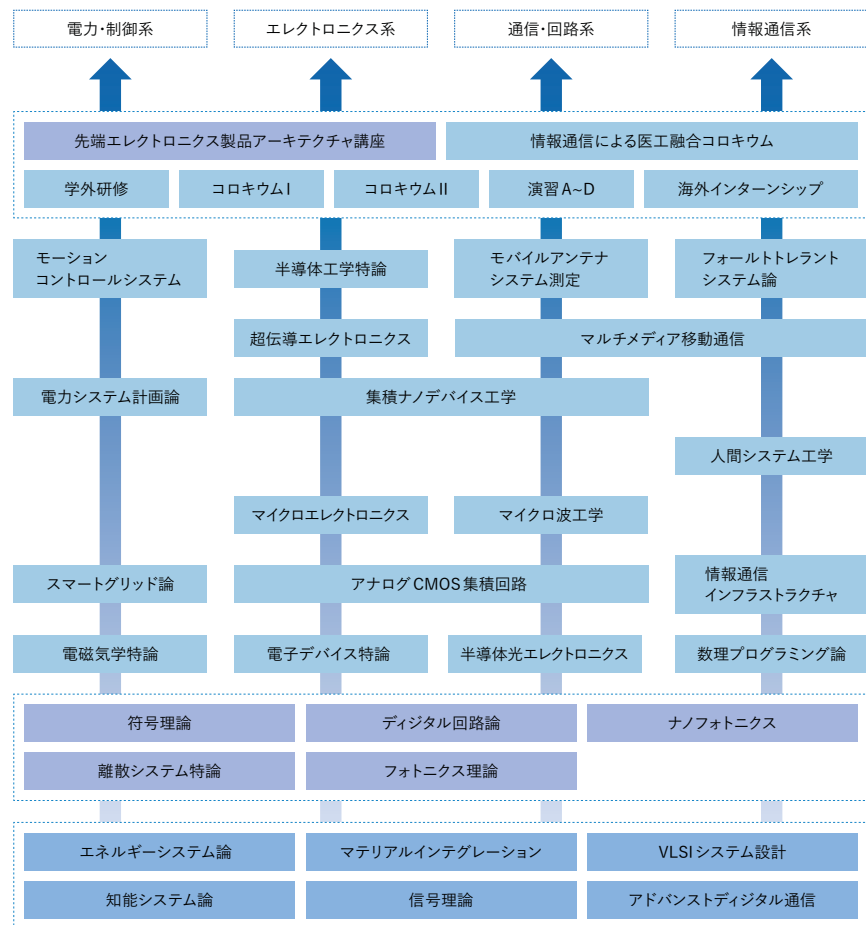 電力・制御系
エレクトロニクス系
通信・回路系
情報通信系
先端エレクトロニクス製品アーキテクチャ講座
情報通信による医工融合コロキウム
学外研修
コロキウムI
コロキウムII
演習A~D
海外インターンシップ
モーション
コントロールシステム
半導体工学特論
モバイルアンテナ
システム測定
フォールトトレラント
システム論
超伝導エレクトロニクス
マルチメディア移動通信
電力システム計画論
集積ナノデバイス工学
人間システム工学
マイクロエレクトロニクス
マイクロ波工学
スマートグリッド論
アナログCMOS集積回路
情報通信
インフラストラクチャ
電磁気学特論
電子デバイス特論
半導体光エレクトロニクス
数理プログラミング論
符号理論
ディジタル回路論
ナノフォトニクス
離散システム特論
フォトニクス理論
エネルギーシステム論
マテリアルインテグレーション
VLSIシステム設計
知能システム論
信号理論
アドバンストディジタル通信